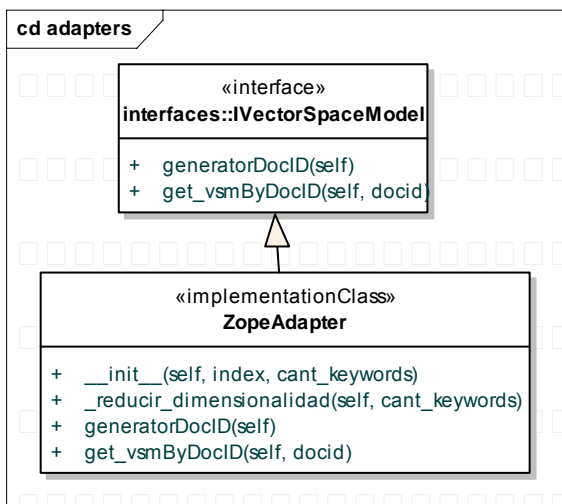 cd adapters
«interface»
interfaces::IVectorSpaceModel
+ generatorDocID(self)
+ get_vsmByDocID(self, docid)
«implementationClass»
ZopeAdapter
+ __init__(self, index, cant_keywords)
+ _reducir_dimensionalidad(self, cant_keywords)
+ generatorDocID(self)
+ get_vsmByDocID(self, docid)